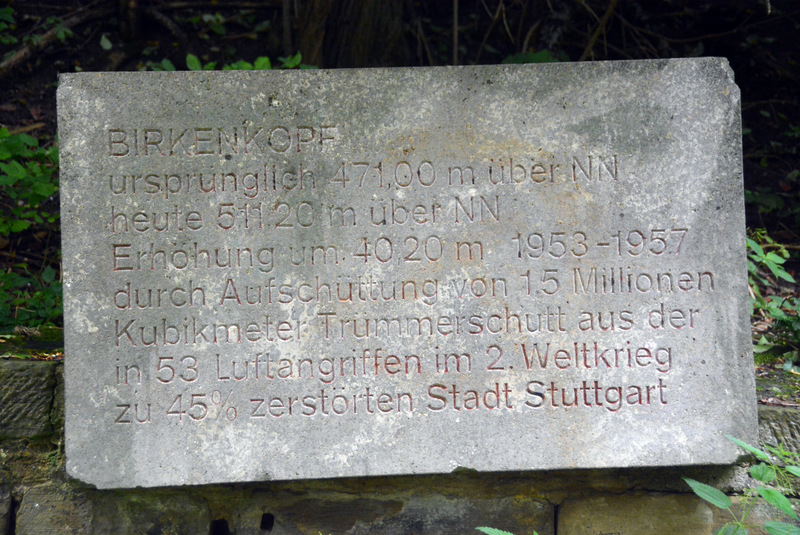 BIRKENKOPF
ursprünglich 471,00 m über NN
heute 511,20 m über NN
Erhöhung um 40,20 m 1953-1957
durch Aufschüttung von 1,5 Millionen
Kubikmeter Trümmerschutt aus der
in 53 Luftangriffen im 2. Weltkrieg
zu 45% zerstörten Stadt Stuttgart